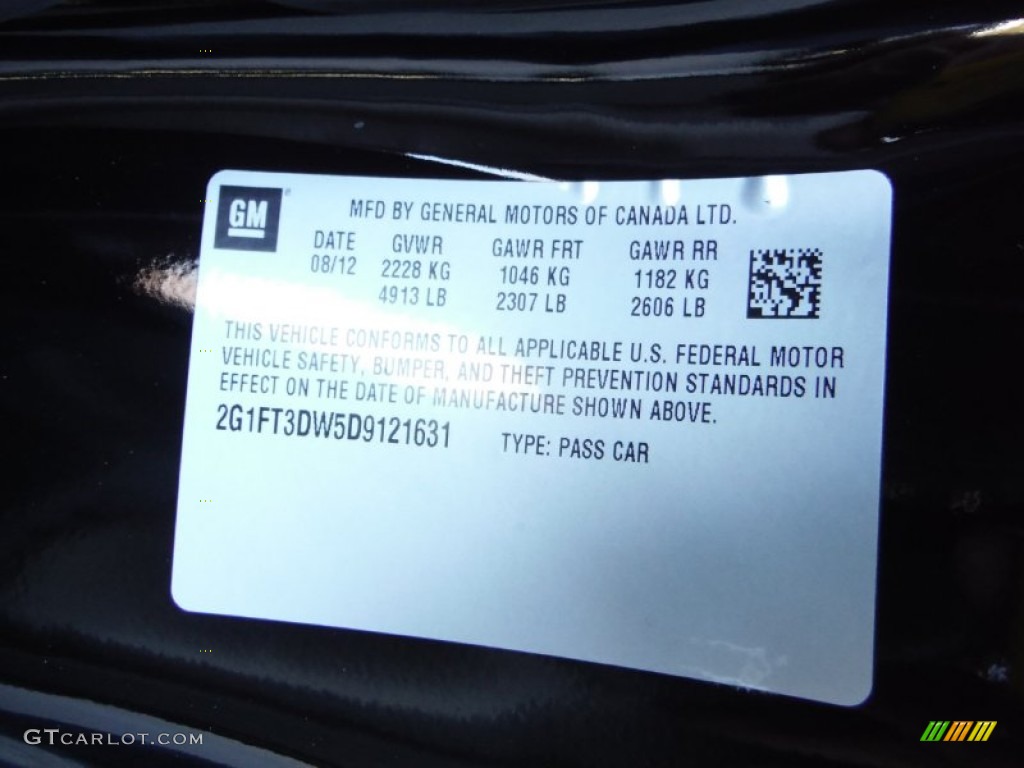 GM
MFD BY GENERAL MOTORS OF CANADA LTD.
DATE GVWR GAWR FRT GAWR RR
08/12 2228 KG 1046 KG 1182 KG
4913 LB 2307 LB 2606 LB
THIS VEHICLE CONFORMS TO ALL APPLICABLE U.S. FEDERAL MOTOR
VEHICLE SAFETY, BUMPER, AND THEFT PREVENTION STANDARDS IN
EFFECT ON THE DATE OF MANUFACTURE SHOWN ABOVE.
2G1FT3DW5D9121631 TYPE: PASS CAR
GTCARLOT.COM